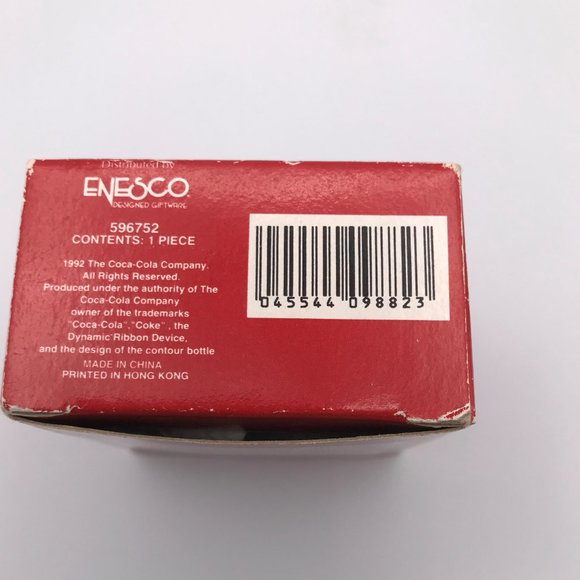 Distributed by
ENESCO
DESIGNED GIFTWARE
596752
CONTENTS: 1 PIECE
1992 The Coca-Cola Company.
All Rights Reserved.
Produced under the authority of The
Coca-Cola Company
owner of the trademarks
"Coca-Cola","Coke", the
Dynamic Ribbon Device,
and the design of the contour bottle
MADE IN CHINA
PRINTED IN HONG KONG
045544 098823